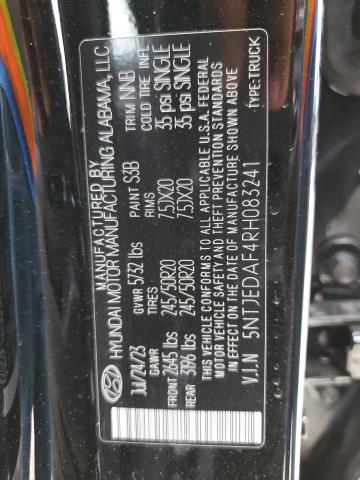 MANUFACTURED BY
HYUNDAI MOTOR MANUFACTURING ALABAMA, LLC
JUL/24/23 GVWR 5732 lbs PAINT S3B TRIM NNB
GAWR TIRES RIMS COLD TIRE INFL
FRONT 2645 lbs 245/50R20 7.5JX20 35 psi SINGLE
REAR 3396 lbs 245/50R20 7.5JX20 35 psi SINGLE
THIS VEHICLE CONFORMS TO ALL APPLICABLE U.S.A. FEDERAL
MOTOR VEHICLE SAFETY, BUMPER AND THEFT PREVENTION STANDARDS
IN EFFECT ON THE DATE OF MANUFACTURE SHOWN ABOVE
V.I.N 5NTJEDAF4RH083241 TYPE:TRUCK